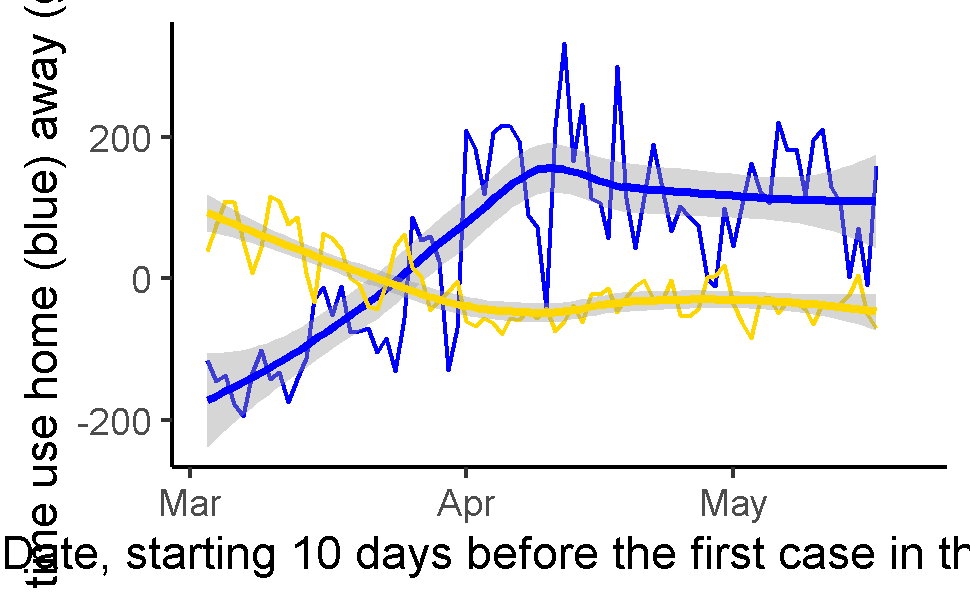 time use home (blue) away (
200
0
-200
Mar Apr May
Date, starting 10 days before the first case in th